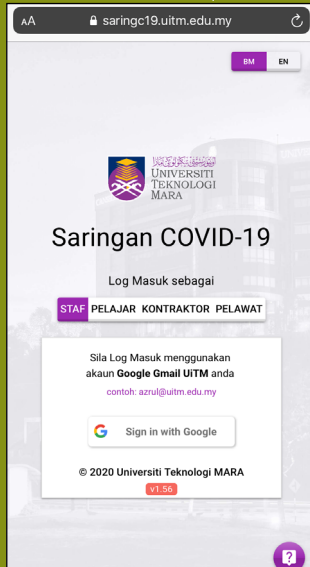 AA saringc19.uitm.edu.my
BM EN
UNIVERSITI
TEKNOLOGI
MARA
Saringan COVID-19
Log Masuk sebagai
STAF PELAJAR KONTRAKTOR PELAWAT
Sila Log Masuk menggunakan
akaun Google Gmail UiTM anda
contoh: azrul@uitm.edu.my
G Sign in with Google
© 2020 Universiti Teknologi MARA
v1.56
?